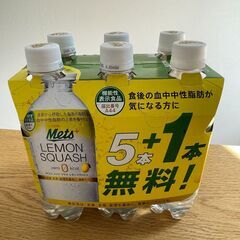 機能性
表示食品
食後の血中中性脂肪が
気になる方に
Mets+
LEMON
SQUASH
0
5本+1本
無料!